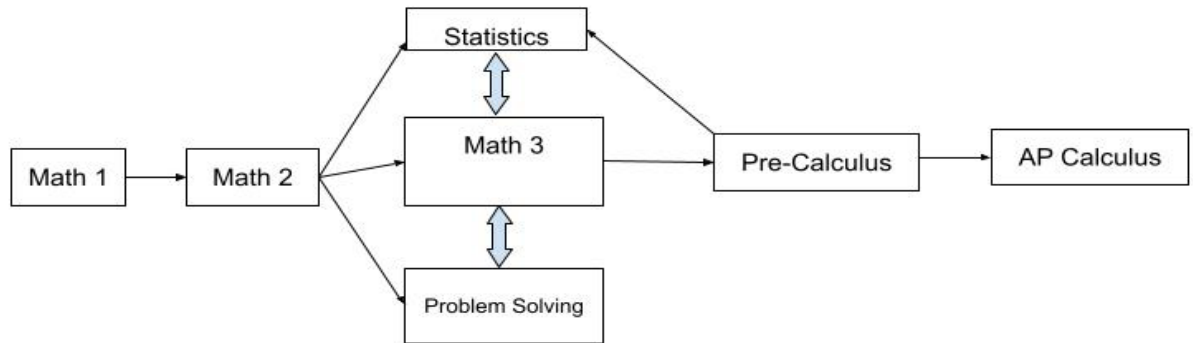 Statistics
Math 1
Math 2
Math 3
Pre-Calculus
AP Calculus
Problem Solving